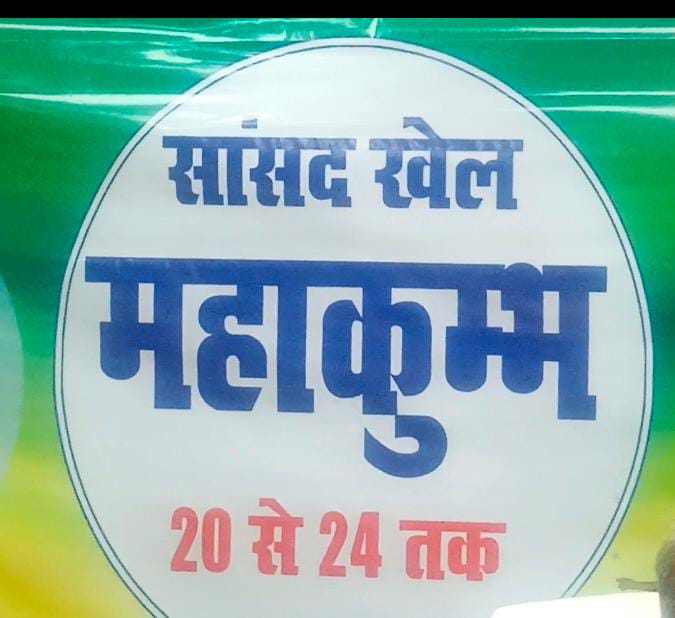 सांसद खेल
महाकुम्भ
20 से 24 तक